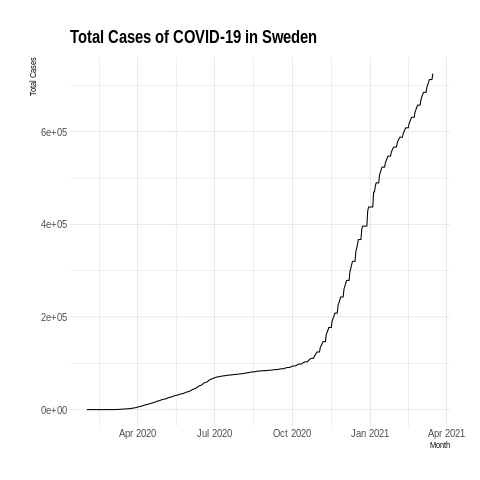 Total Cases of COVID-19 in Sweden
Total Cases
6e+05
4e+05
2e+05
0e+00
Apr 2020 Jul 2020 Oct 2020 Jan 2021 Apr 2021
Month